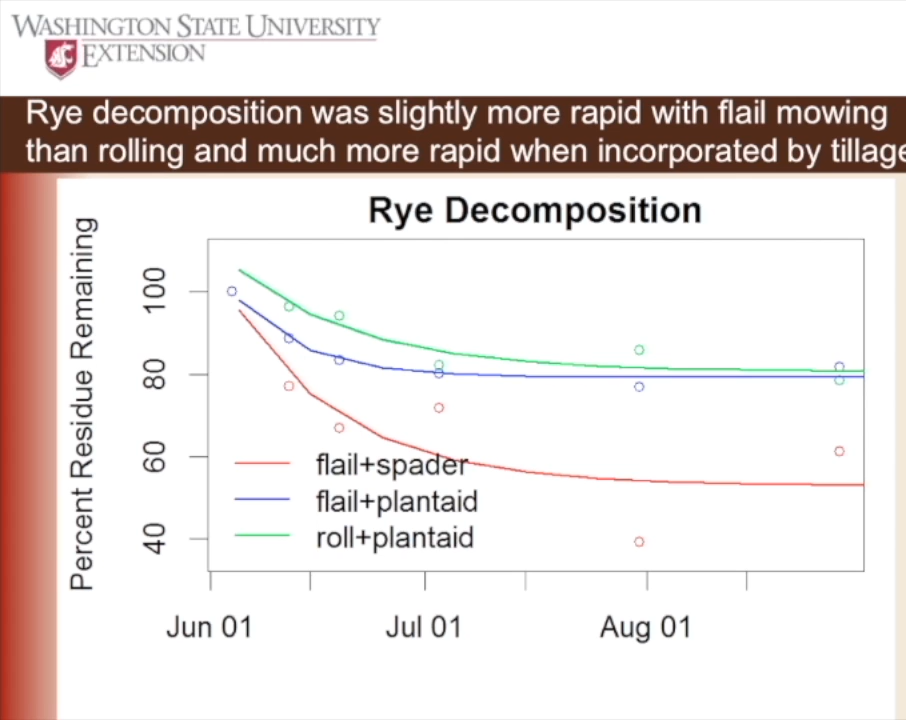 WASHINGTON STATE UNIVERSITY
EXTENSION
Rye decomposition was slightly more rapid with flail mowing
than rolling and much more rapid when incorporated by tillage
Rye Decomposition
Percent Residue Remaining
100
80
60
40
flail+spader
flail+plantaid
roll+plantaid
Jun 01
Jul 01
Aug 01